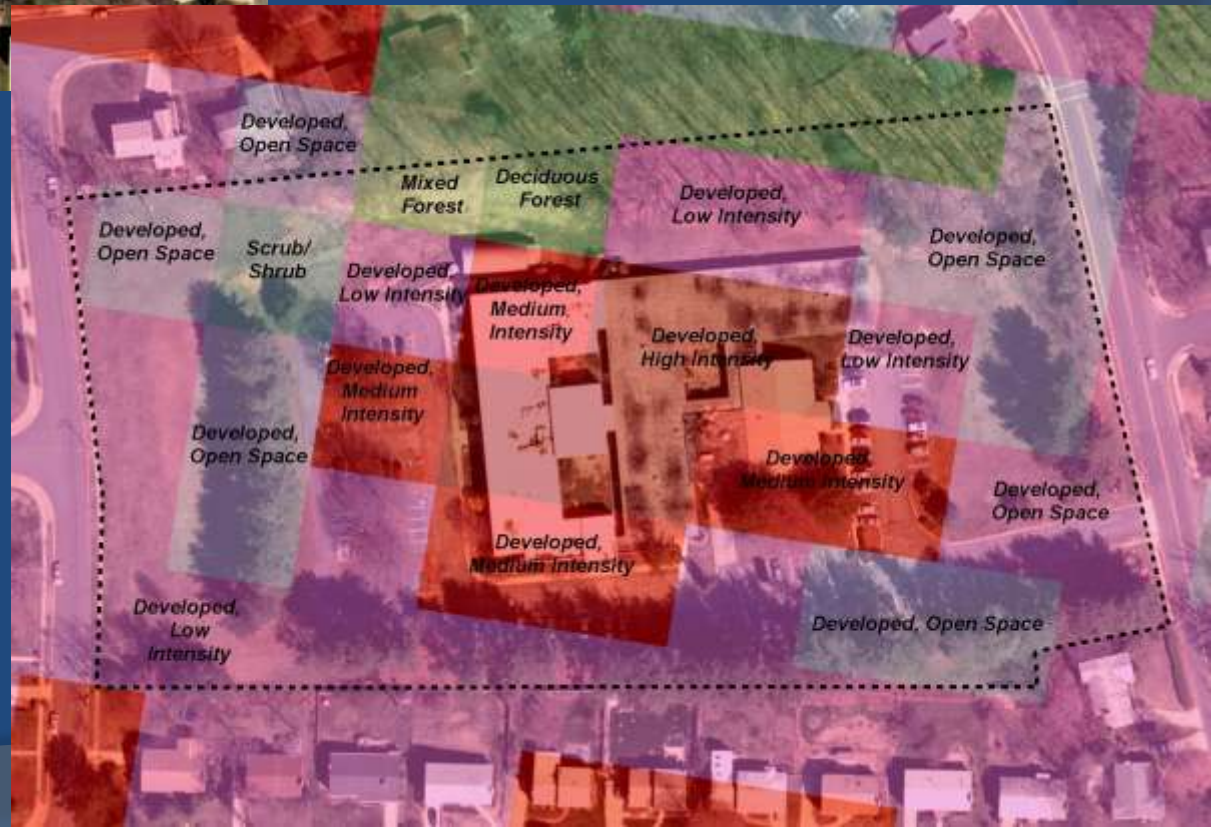 Developed,
Open Space
Mixed
Forest
Deciduous
Forest
Developed,
Low Intensity
Developed,
Open Space
Scrub/
Shrub
Developed,
Low Intensity
Developed,
Medium
Intensity
Developed,
High Intensity
Developed,
Low Intensity
Developed,
Open Space
Developed,
Medium
Intensity
Developed,
Open Space
Developed,
Medium Intensity
Developed,
Open Space
Developed,
Medium Intensity
Developed,
Low
Intensity
Developed, Open Space